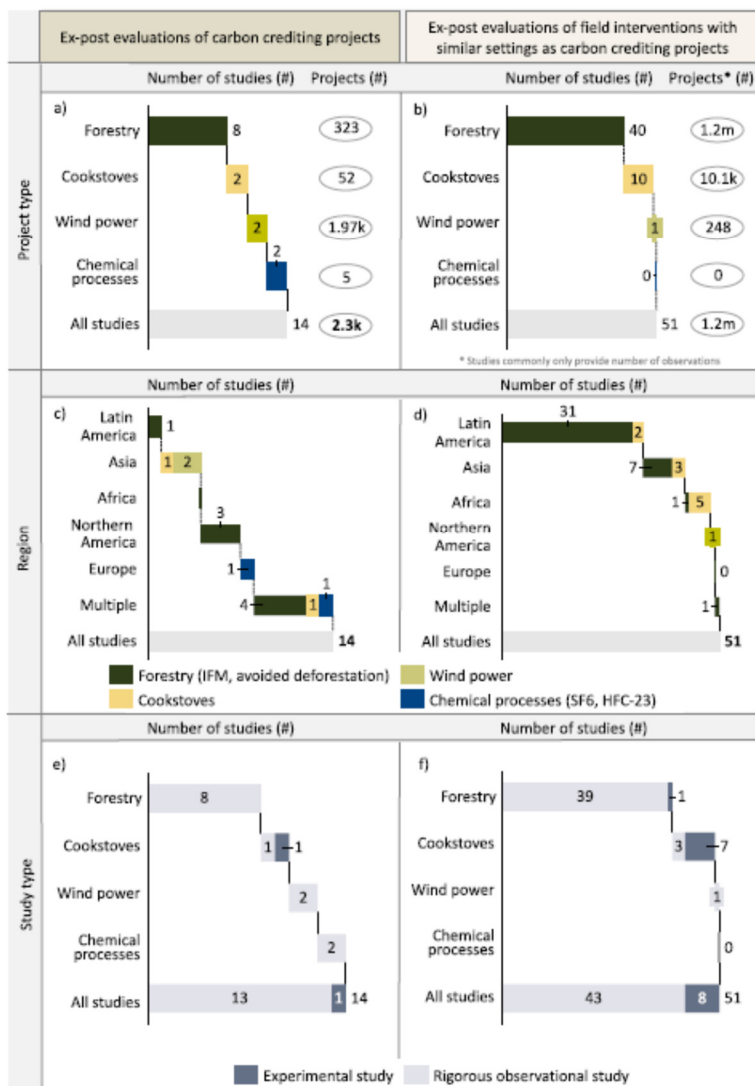 Ex-post evaluations of carbon crediting projects
Ex-post evaluations of field interventions with
similar settings as carbon crediting projects
Project type
Number of studies (#) Projects (#)
a)
Forestry 8 323
Cookstoves 2 52
Wind power 2 1.97k
2
Chemical
processes 5
All studies 14 2.3k
Number of studies (#) Projects* (#)
b)
Forestry 40 1.2m
Cookstoves 10 10.1k
Wind power 1 248
Chemical
processes 0 0
All studies 51 1.2m
* Studies commonly only provide number of observations
Region
Number of studies (#)
c)
Latin
America 1
Asia 1 2
Africa
3
Northern
America
Europe 1
1
Multiple 4 1
All studies 14
Number of studies (#)
d)
31
Latin
America 2
Asia 7 3
Africa 1 5
Northern
America 1
Europe 0
Multiple 1
All studies 51
Forestry (IFM, avoided deforestation) Wind power
Cookstoves Chemical processes (SF6, HFC-23)
Study type
Number of studies (#)
e)
Forestry 8
Cookstoves 1 1
Wind power 2
Chemical
processes 2
All studies 13 1 14
Number of studies (#)
f)
Forestry 39 1
Cookstoves 3 7
Wind power 1
Chemical
processes 0
All studies 43 8 51
Experimental study Rigorous observational study